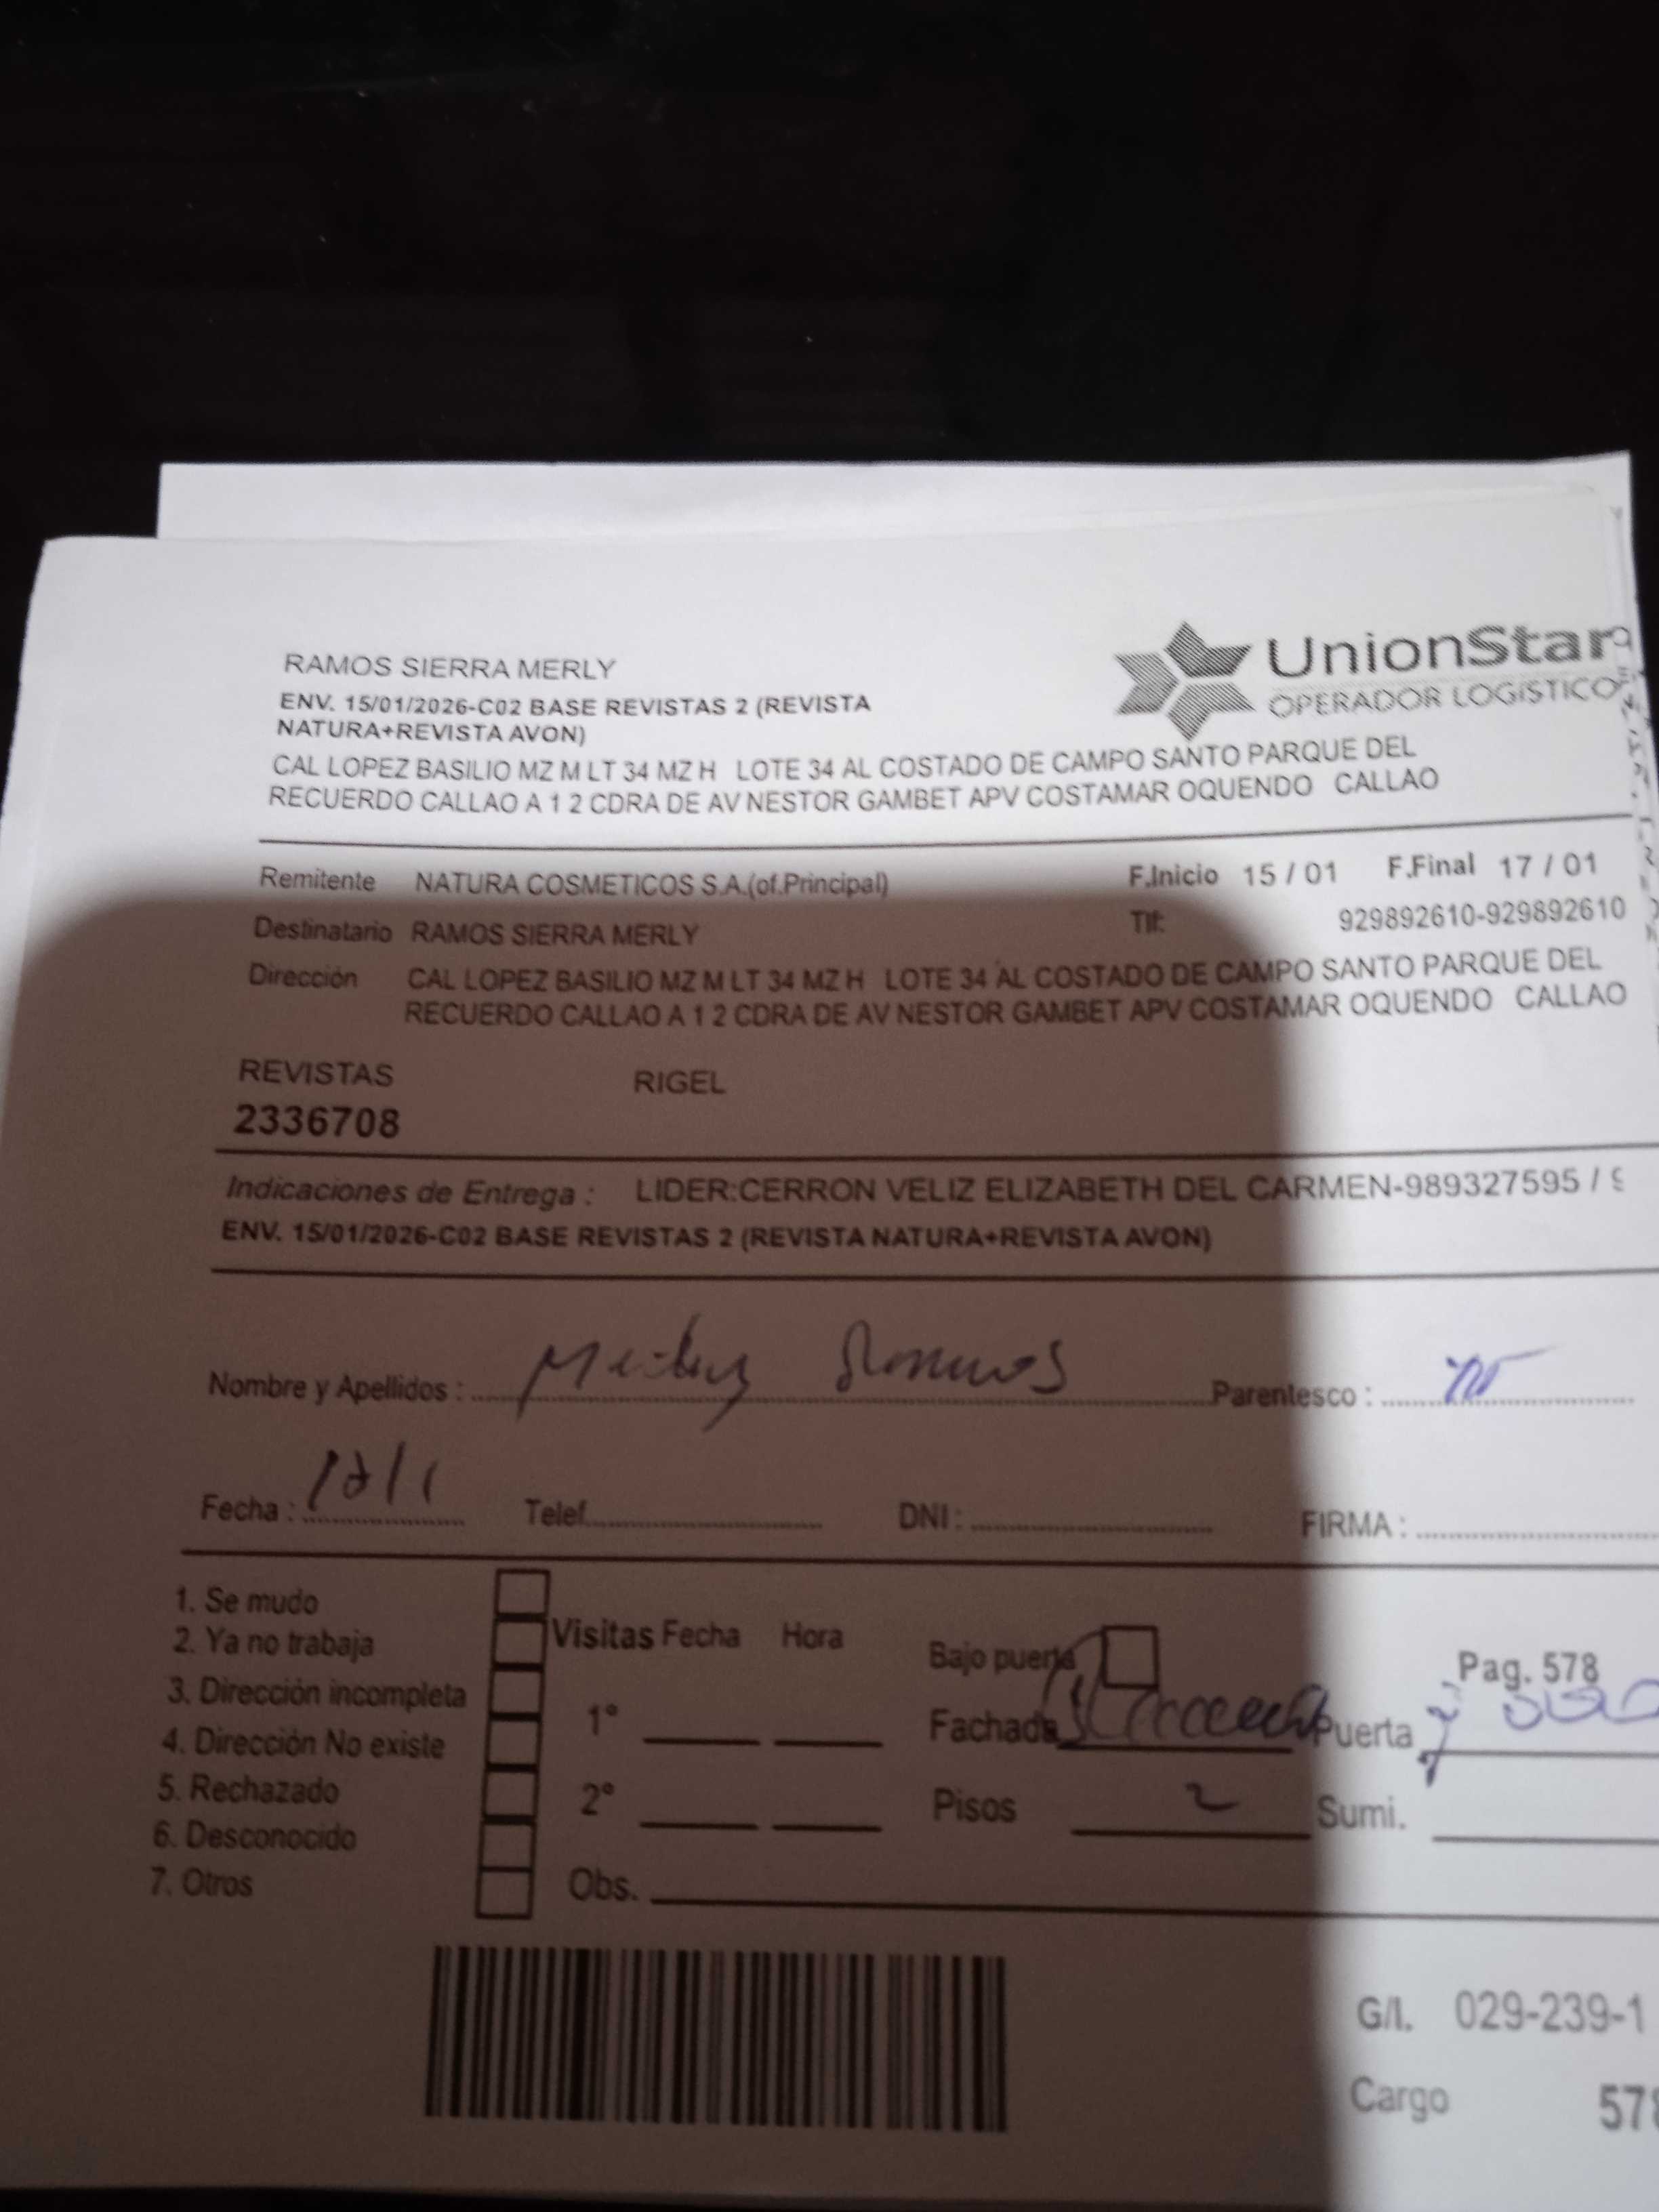 RAMOS SIERRA MERLY
ENV. 15/01/2026-C02 BASE REVISTAS 2 (REVISTA
NATURA+REVISTA AVON)
CAL LOPEZ BASILIO MZ M LT 34 MZ H LOTE 34 AL COSTADO DE CAMPO SANTO PARQUE DEL
RECUERDO CALLAO A 1 2 CDRA DE AV NESTOR GAMBET APV COSTAMAR OQUENDO CALLAO
UnionStar
OPERADOR LOGÍSTICO
Remitente NATURA COSMETICOS S.A.(of.Principal) F.Inicio 15 / 01 F.Final 17 / 01
Destinatario RAMOS SIERRA MERLY Tlf: 929892610-929892610
Dirección CAL LOPEZ BASILIO MZ M LT 34 MZ H LOTE 34 AL COSTADO DE CAMPO SANTO PARQUE DEL
RECUERDO CALLAO A 1 2 CDRA DE AV NESTOR GAMBET APV COSTAMAR OQUENDO CALLAO
REVISTAS RIGEL
2336708
Indicaciones de Entrega : LIDER:CERRON VELIZ ELIZABETH DEL CARMEN-989327595 / 9
ENV. 15/01/2026-C02 BASE REVISTAS 2 (REVISTA NATURA+REVISTA AVON)
Nombre y Apellidos : Ramos Parentesco :
Fecha : Telef. DNI : FIRMA :
1. Se mudo
2. Ya no trabaja
3. Dirección incompleta
4. Dirección No existe
5. Rechazado
6. Desconocido
7. Otros
Visitas Fecha Hora
1°
2°
Obs.
Bajo puerta Pag. 578
Fachada Puerta
Pisos 2 Sumi.
G/l. 029-239-1
Cargo 578